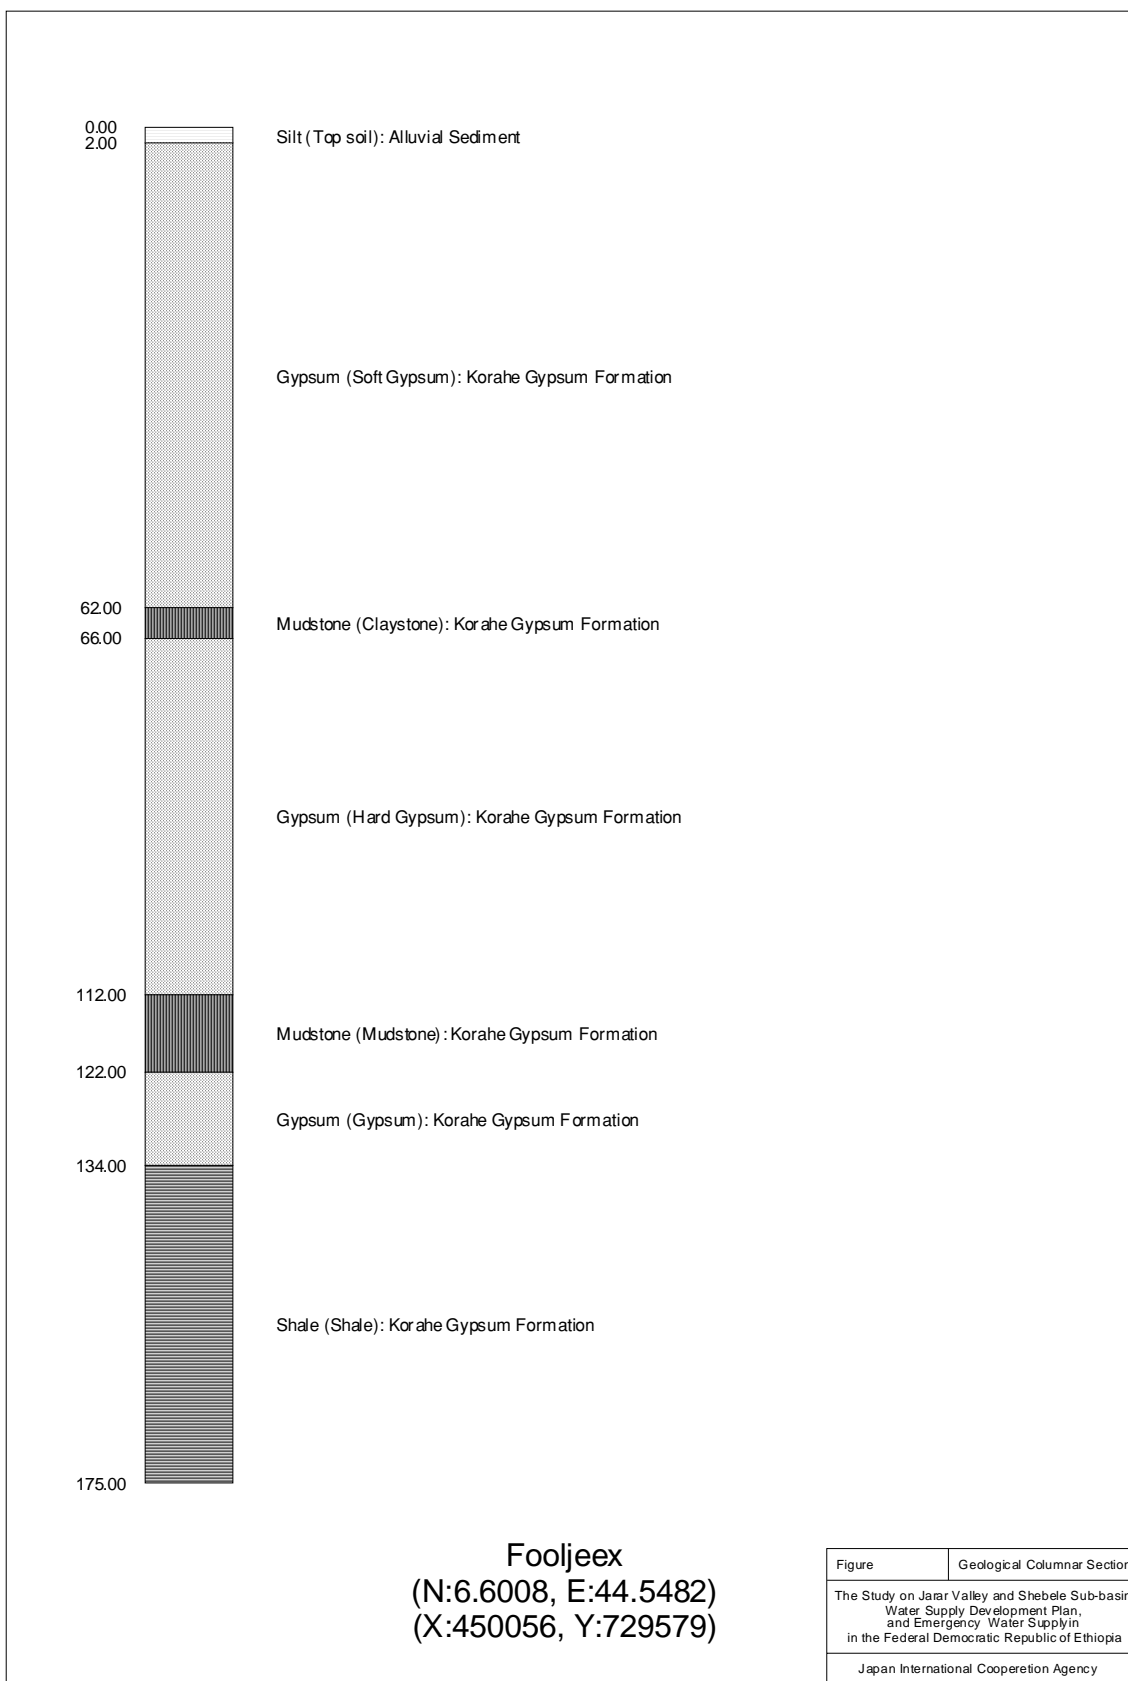 0.00
Silt (Top soil): Alluvial Sediment
2.00
Gypsum (Soft Gypsum): Korahe Gypsum Formation
62.00
Mudstone (Claystone): Korahe Gypsum Formation
66.00
Gypsum (Hard Gypsum): Korahe Gypsum Formation
112.00
Mudstone (Mudstone): Korahe Gypsum Formation
122.00
Gypsum (Gypsum): Korahe Gypsum Formation
134.00
Shale (Shale): Korahe Gypsum Formation
175.00
Fooljeex
(N:6.6008, E:44.5482)
(X:450056, Y:729579)
Figure
Geological Columnar Section
The Study on Jarar Valley and Shebele Sub-basin
Water Supply Development Plan,
and Emergency Water Supplyin
in the Federal Democratic Republic of Ethiopia
Japan International Cooperetion Agency